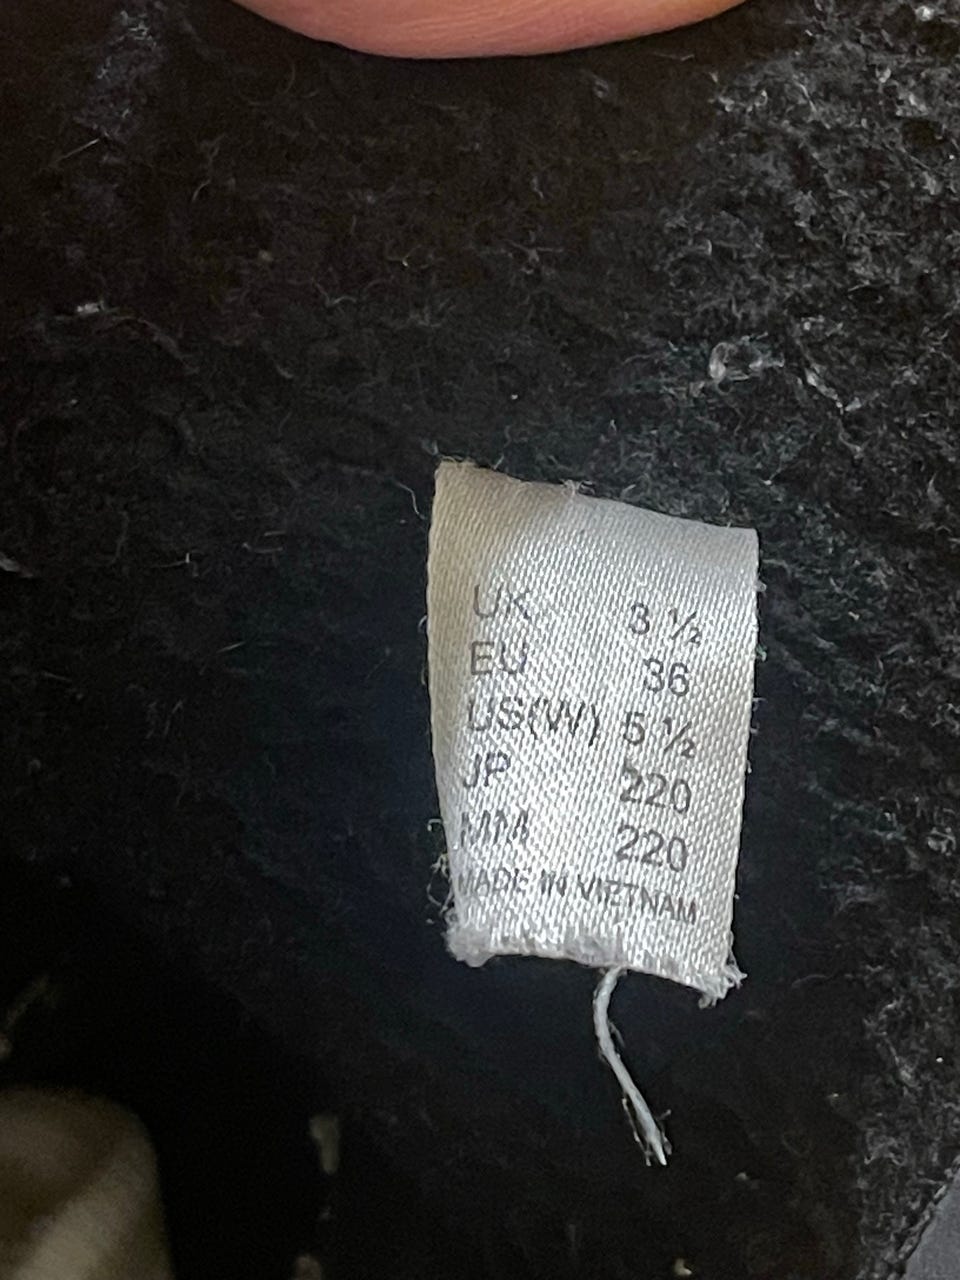 UK 3 ½
EU 36
US(W) 5 ½
JP 220
MM 220
MADE IN VIETNAM